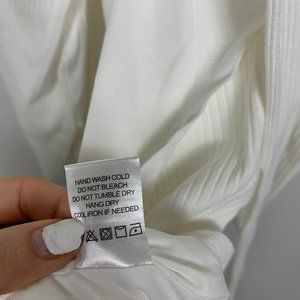 HAND WASH COLD
DO NOT BLEACH
DO NOT TUMBLE DRY
HANG DRY
COOL IRON IF NEEDED